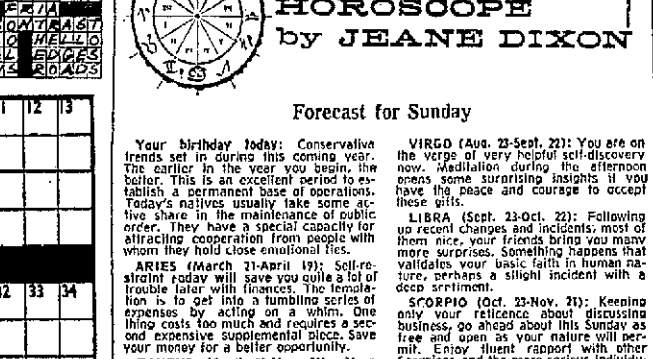 FRIA
CONTRAST
O HELLO
L EDGES
MS ROADS
1 12 13
32 33 34
HOROSCOPE
by JEANE DIXON
Forecast for Sunday
Your birthday today: Conservative
trends set in during this coming year.
The earlier in the year you begin, the
better. This is an excellent period to es-
tablish a permanent base of operations.
Today's natives usually take some ac-
tive share in the maintenance of public
order. They have a special capacity for
attracting cooperation from people with
whom they hold close emotional ties.
ARIES (March 21-April 19): Self-re-
straint today will save you quite a lot of
trouble later with finances. The tempta-
tion is to get into a tumbling series of
expenses by acting on a whim. One
thing costs too much and requires a sec-
ond expensive supplemental piece. Save
your money for a better opportunity.
VIRGO (Aug. 23-Sept. 22): You are on
the verge of very helpful self-discovery
now. Meditation during the afternoon
opens some surprising insights if you
have the peace and courage to accept
these gifts.
LIBRA (Sept. 23-Oct. 22): Following
up recent changes and incidents, most of
them nice, your friends bring you many
more surprises. Something happens that
validates your basic faith in human na-
ture, perhaps a slight incident with a
deep sentiment.
SCORPIO (Oct. 23-Nov. 21): Keeping
only your reticence about discussing
business, go ahead about this Sunday as
free and open as your nature will per-
mit. Enjoy fluent rapport with other